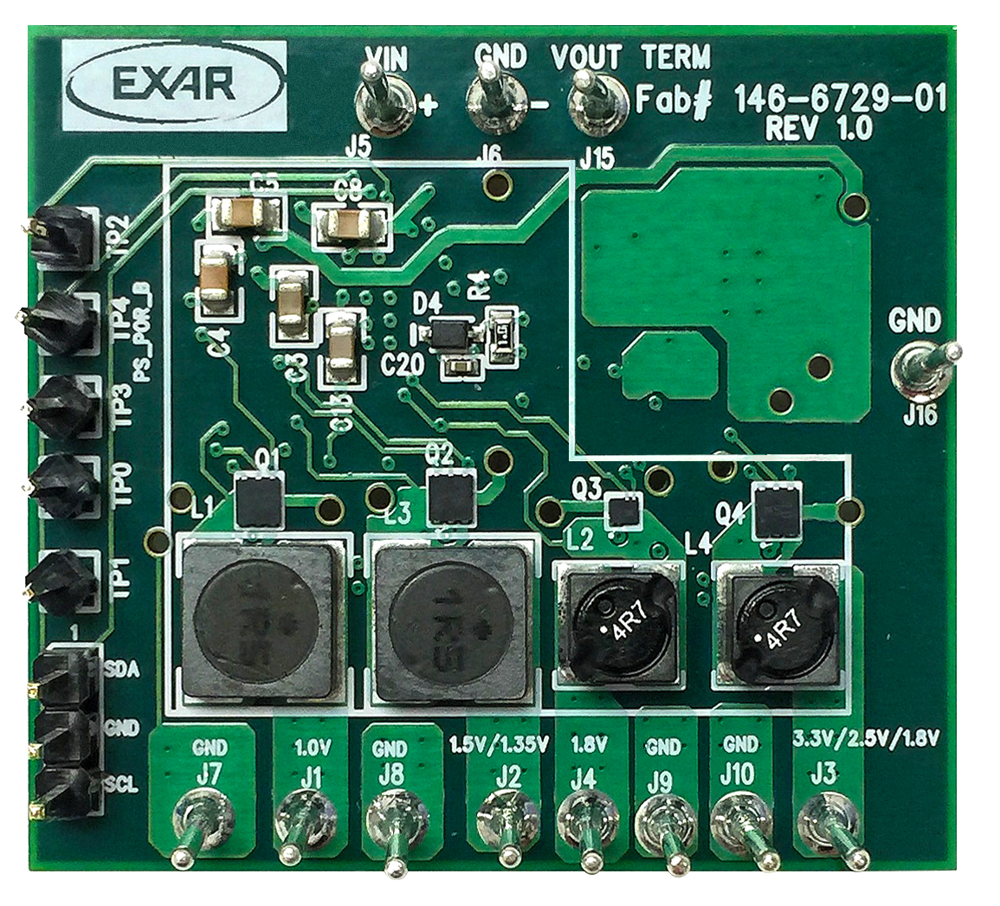 EXAR
VIN
GND
VOUT TERM
+
-
Fab# 146-6729-01
REV 1.0
J5
J6
J15
C5
C8
TP2
C4
C3
C13
D4
R4
C20
GND
J16
TP4
PS_POR_B
TP3
TP0
TP1
Q1
Q2
Q3
Q4
L1
L3
L2
L4
1R5
1R5
4R7
4R7
1
SDA
GND
SCL
GND
J7
1.0V
J1
GND
J8
1.5V/1.35V
J2
1.8V
J4
GND
J9
GND
J10
3.3V/2.5V/1.8V
J3